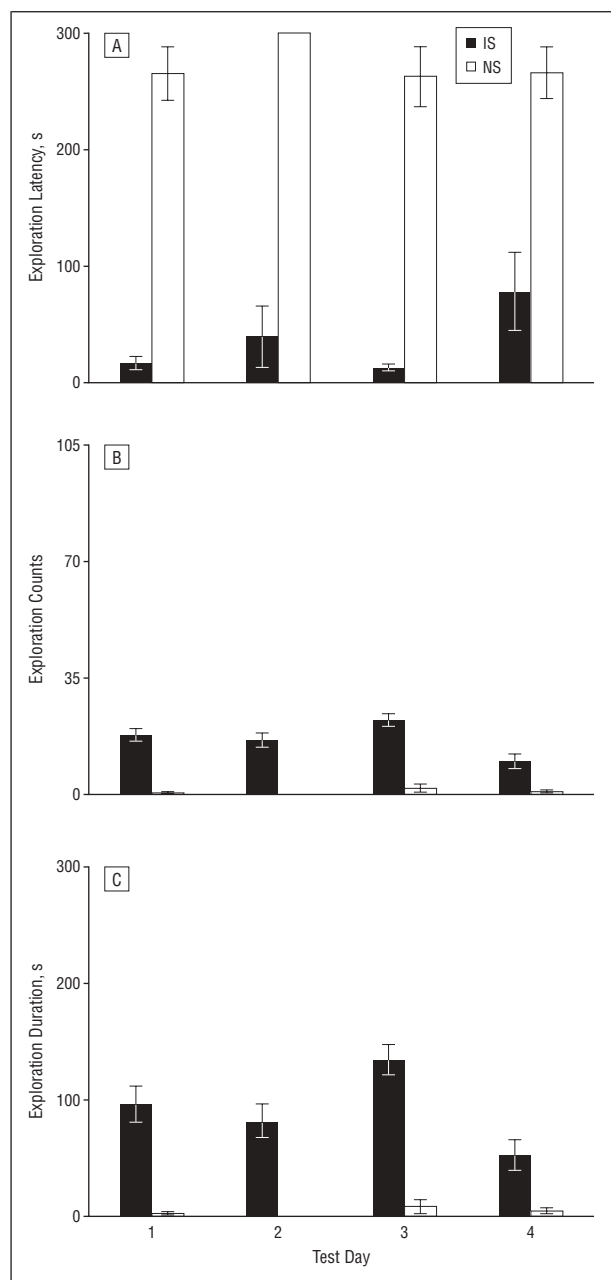 A
IS
NS
300
200
100
0
Exploration Latency, s
B
105
70
35
0
Exploration Counts
C
300
200
100
0
Exploration Duration, s
1 2 3 4
Test Day